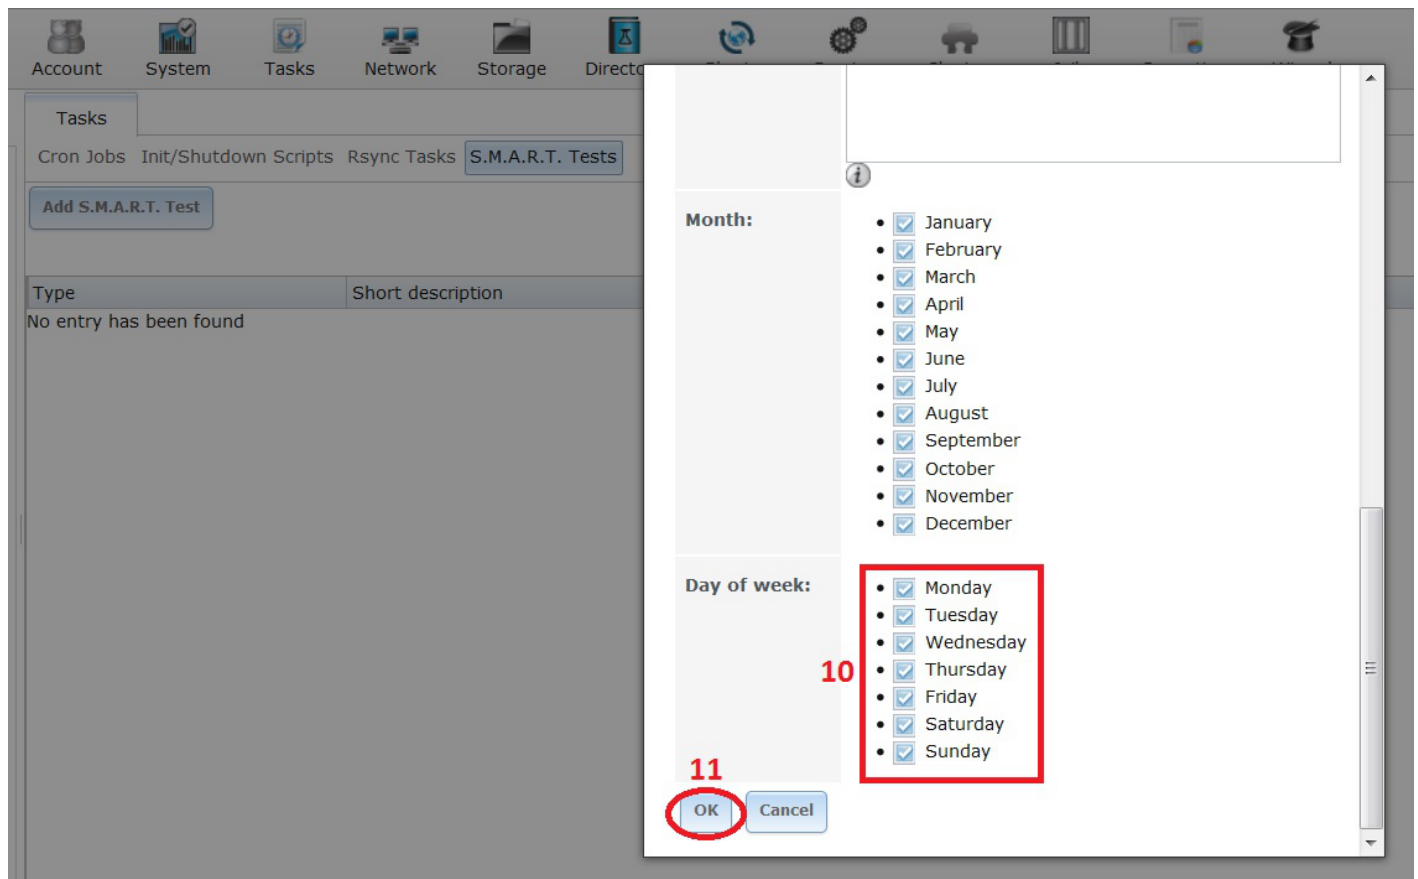 Account System Tasks Network Storage
Tasks
Cron Jobs Init/Shutdown Scripts Rsync Tasks S.M.A.R.T. Tests
Add S.M.A.R.T. Test
Type Short description
No entry has been found
i
Month:
January
February
March
April
May
June
July
August
September
October
November
December
Day of week:
Monday
Tuesday
Wednesday
10 Thursday
Friday
Saturday
Sunday
11
OK Cancel